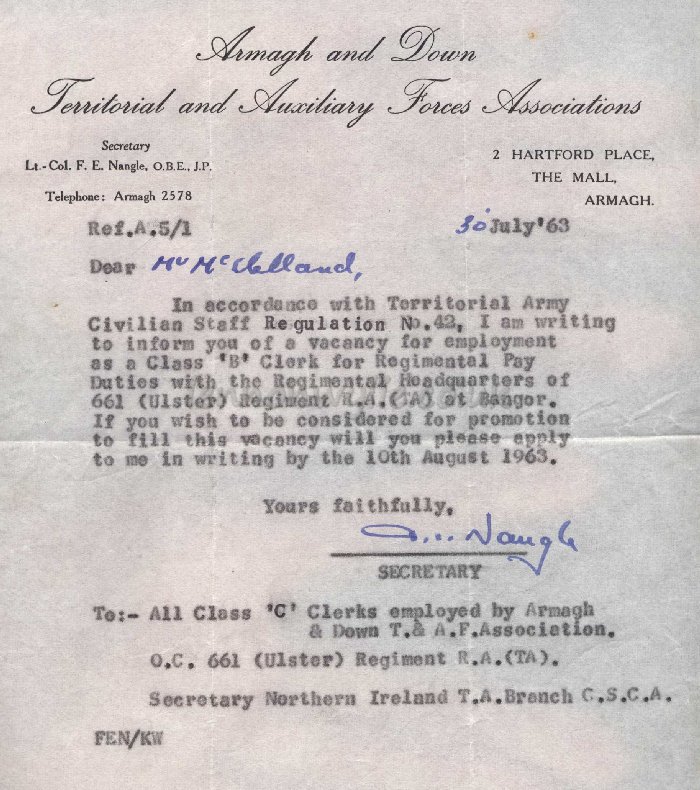 Armagh and Down
Territorial and Auxiliary Forces Associations
Secretary
Lt.-Col. F. E. Nangle, O.B.E., J.P.
Telephone: Armagh 2578
2 HARTFORD PLACE,
THE MALL,
ARMAGH.
Ref.A.5/1
30 July'63
Dear Mr McClelland,
In accordance with Territorial Army
Civilian Staff Regulation No.42, I am writing
to inform you of a vacancy for employment
as a Class 'B' Clerk for Regimental Pay
Duties with the Regimental Headquarters of
661 (Ulster) Regiment R.A.(TA) at Bangor.
If you wish to be considered for promotion
to fill this vacancy will you please apply
to me in writing by the 10th August 1963.
Yours faithfully,
Nangle
SECRETARY
To:- All Class 'C' Clerks employed by Armagh
& Down T.& A.F.Association.
O.C. 661 (Ulster) Regiment R.A.(TA).
Secretary Northern Ireland T.A.Branch C.S.C.A.
FEN/KW